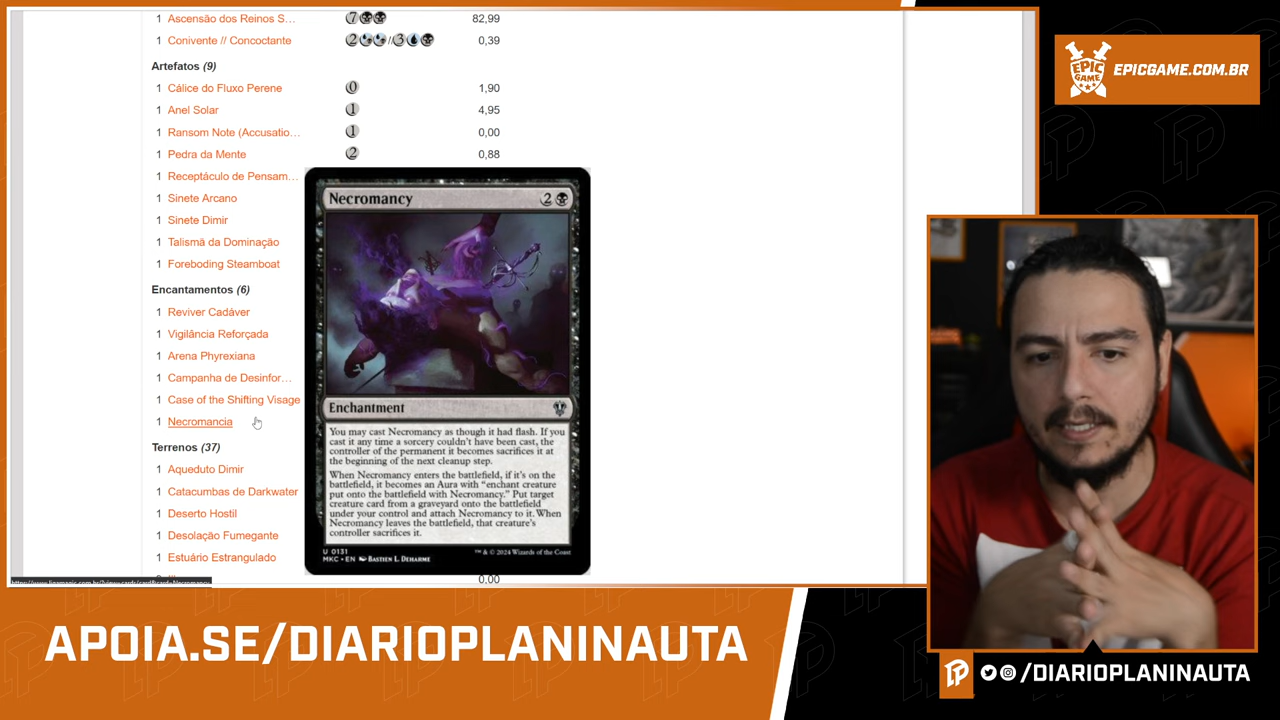 1 Ascensão dos Reinos S... 7 82,99
1 Conivente // Concoctante 2 // 3 0,39
Artefatos (9)
1 Cálice do Fluxo Perene 0 1,90
1 Anel Solar 1 4,95
1 Ransom Note (Accusatio... 1 0,00
1 Pedra da Mente 2 0,88
1 Receptáculo de Pensam...
1 Sinete Arcano
1 Sinete Dimir
1 Talismã da Dominação
1 Foreboding Steamboat
Encantamentos (6)
1 Reviver Cadáver
1 Vigilância Reforçada
1 Arena Phyrexiana
1 Campanha de Desinfor...
1 Case of the Shifting Visage
1 Necromancia
Terrenos (37)
1 Aqueduto Dimir
1 Catacumbas de Darkwater
1 Deserto Hostil
1 Desolação Fumegante
1 Estuário Estrangulado
0,00
Necromancy 2
Enchantment
You may cast Necromancy as though it had flash. If you
cast it any time a sorcery couldn't have been cast, the
controller of the permanent it becomes sacrifices it at
the beginning of the next cleanup step.
When Necromancy enters the battlefield, if it's on the
battlefield, it becomes an Aura with "enchant creature
put onto the battlefield with Necromancy." Put target
creature card from a graveyard onto the battlefield
under your control and attach Necromancy to it. When
Necromancy leaves the battlefield, that creature's
controller sacrifices it.
U 0131
MKC • EN Bastien L. Deharme
™ & © 2024 Wizards of the Coast
EPIC
GAME
EPICGAME.COM.BR
APOIA.SE/DIARIOPLANINAUTA
/DIARIOPLANINAUTA